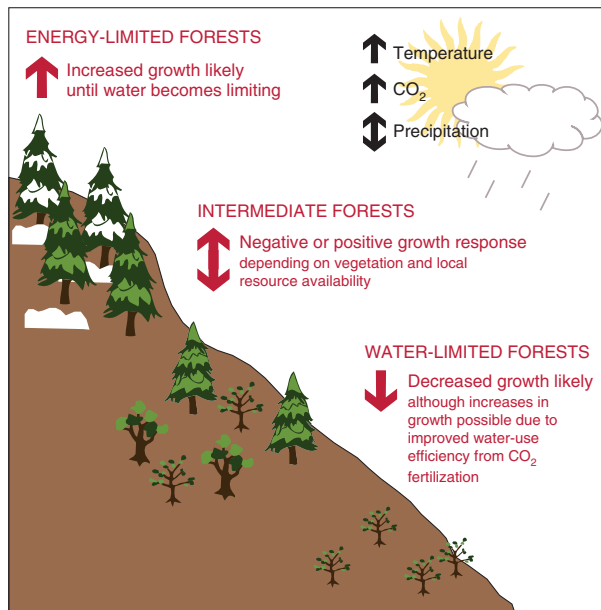 ENERGY-LIMITED FORESTS
Increased growth likely
until water becomes limiting
Temperature
CO₂
Precipitation
INTERMEDIATE FORESTS
Negative or positive growth response
depending on vegetation and local
resource availability
WATER-LIMITED FORESTS
Decreased growth likely
although increases in
growth possible due to
improved water-use
efficiency from CO₂
fertilization